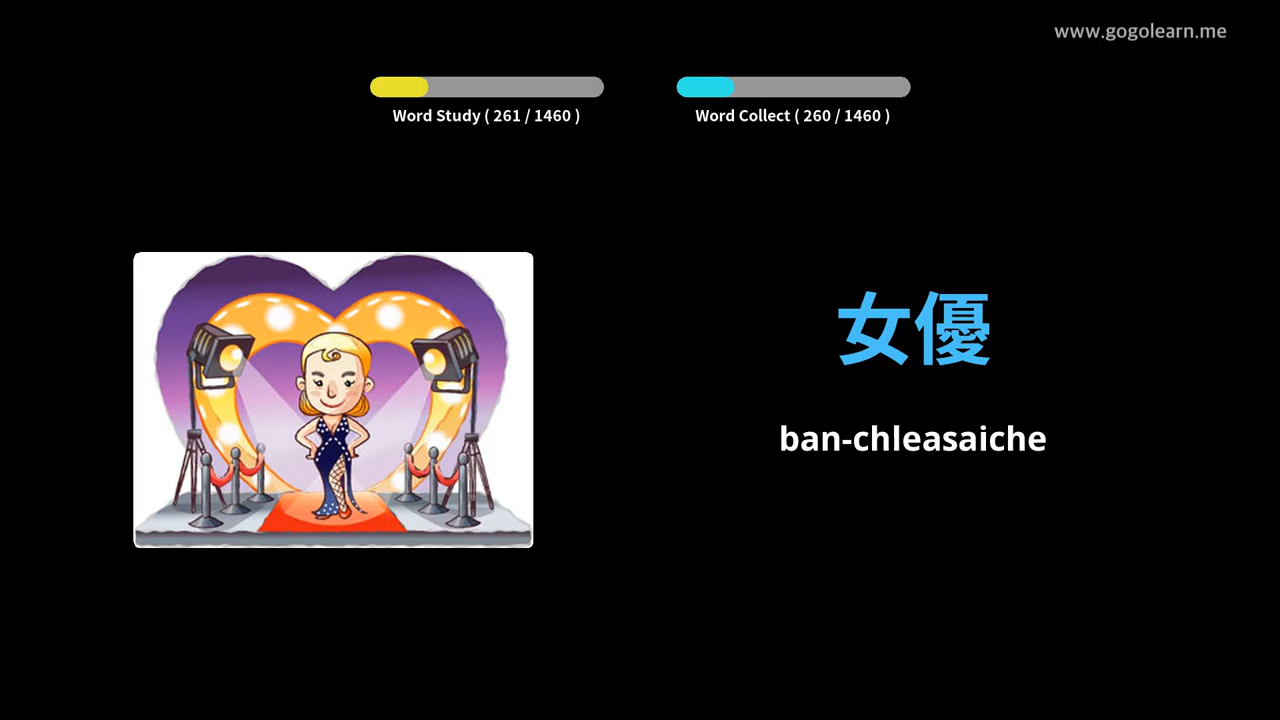 www.gogolearn.me
Word Study ( 261 / 1460 )
Word Collect ( 260 / 1460 )
女優
ban-chleasaiche